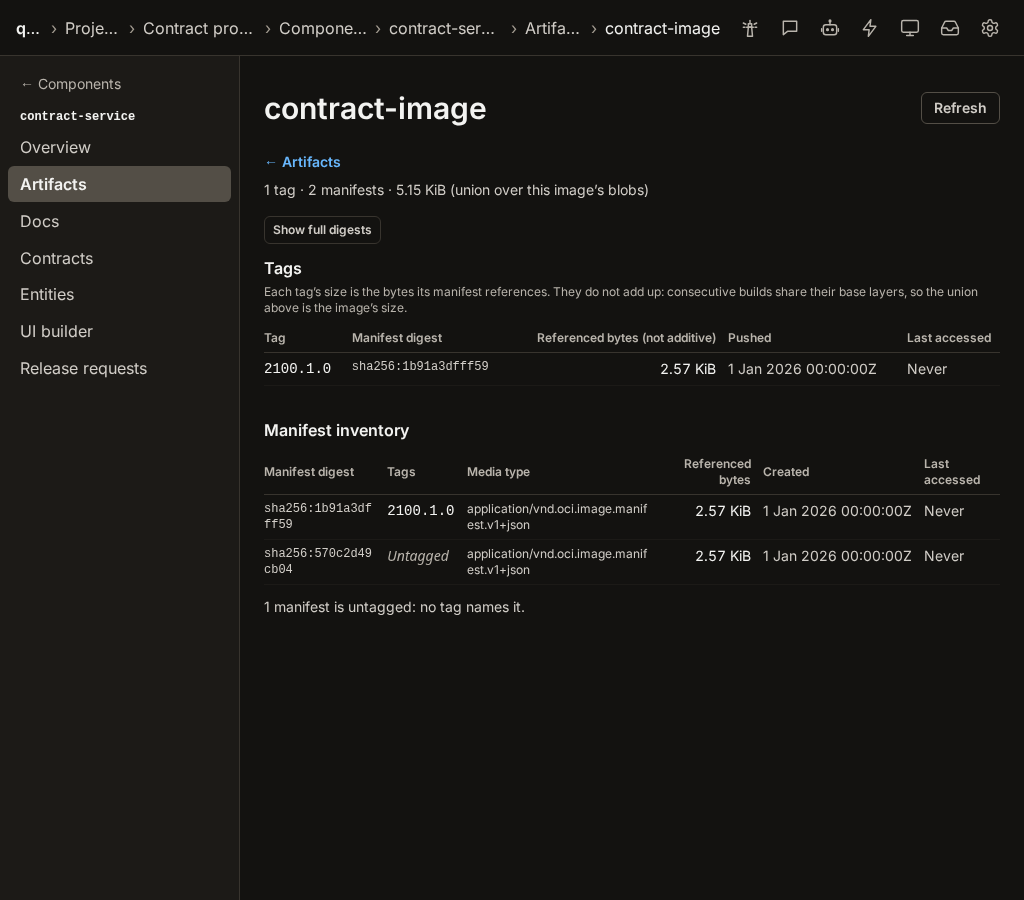 q... › Proje... › Contract pro... › Compone... › contract-ser... › Artifa... › contract-image
← Components
contract-service
Overview
Artifacts
Docs
Contracts
Entities
UI builder
Release requests
contract-image
Refresh
← Artifacts
1 tag · 2 manifests · 5.15 KiB (union over this image’s blobs)
Show full digests
Tags
Each tag’s size is the bytes its manifest references. They do not add up: consecutive builds share their base layers, so the union
above is the image’s size.
Tag Manifest digest Referenced bytes (not additive) Pushed Last accessed
2100.1.0 sha256:1b91a3dfff59 2.57 KiB 1 Jan 2026 00:00:00Z Never
Manifest inventory
Manifest digest Tags Media type Referenced bytes Created Last accessed
sha256:1b91a3df 2100.1.0 application/vnd.oci.image.manif 2.57 KiB 1 Jan 2026 00:00:00Z Never
ff59 est.v1+json
sha256:570c2d49 Untagged application/vnd.oci.image.manif 2.57 KiB 1 Jan 2026 00:00:00Z Never
cb04 est.v1+json
1 manifest is untagged: no tag names it.